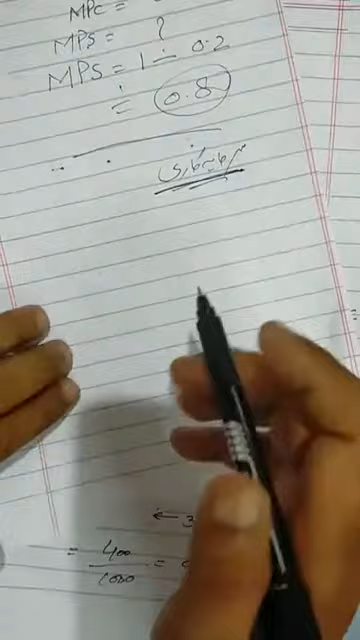 MPC =
MPS = ?
MPS = 1 - 0.2
= 0.8
سرمایہ کاری
= 400/1000 =